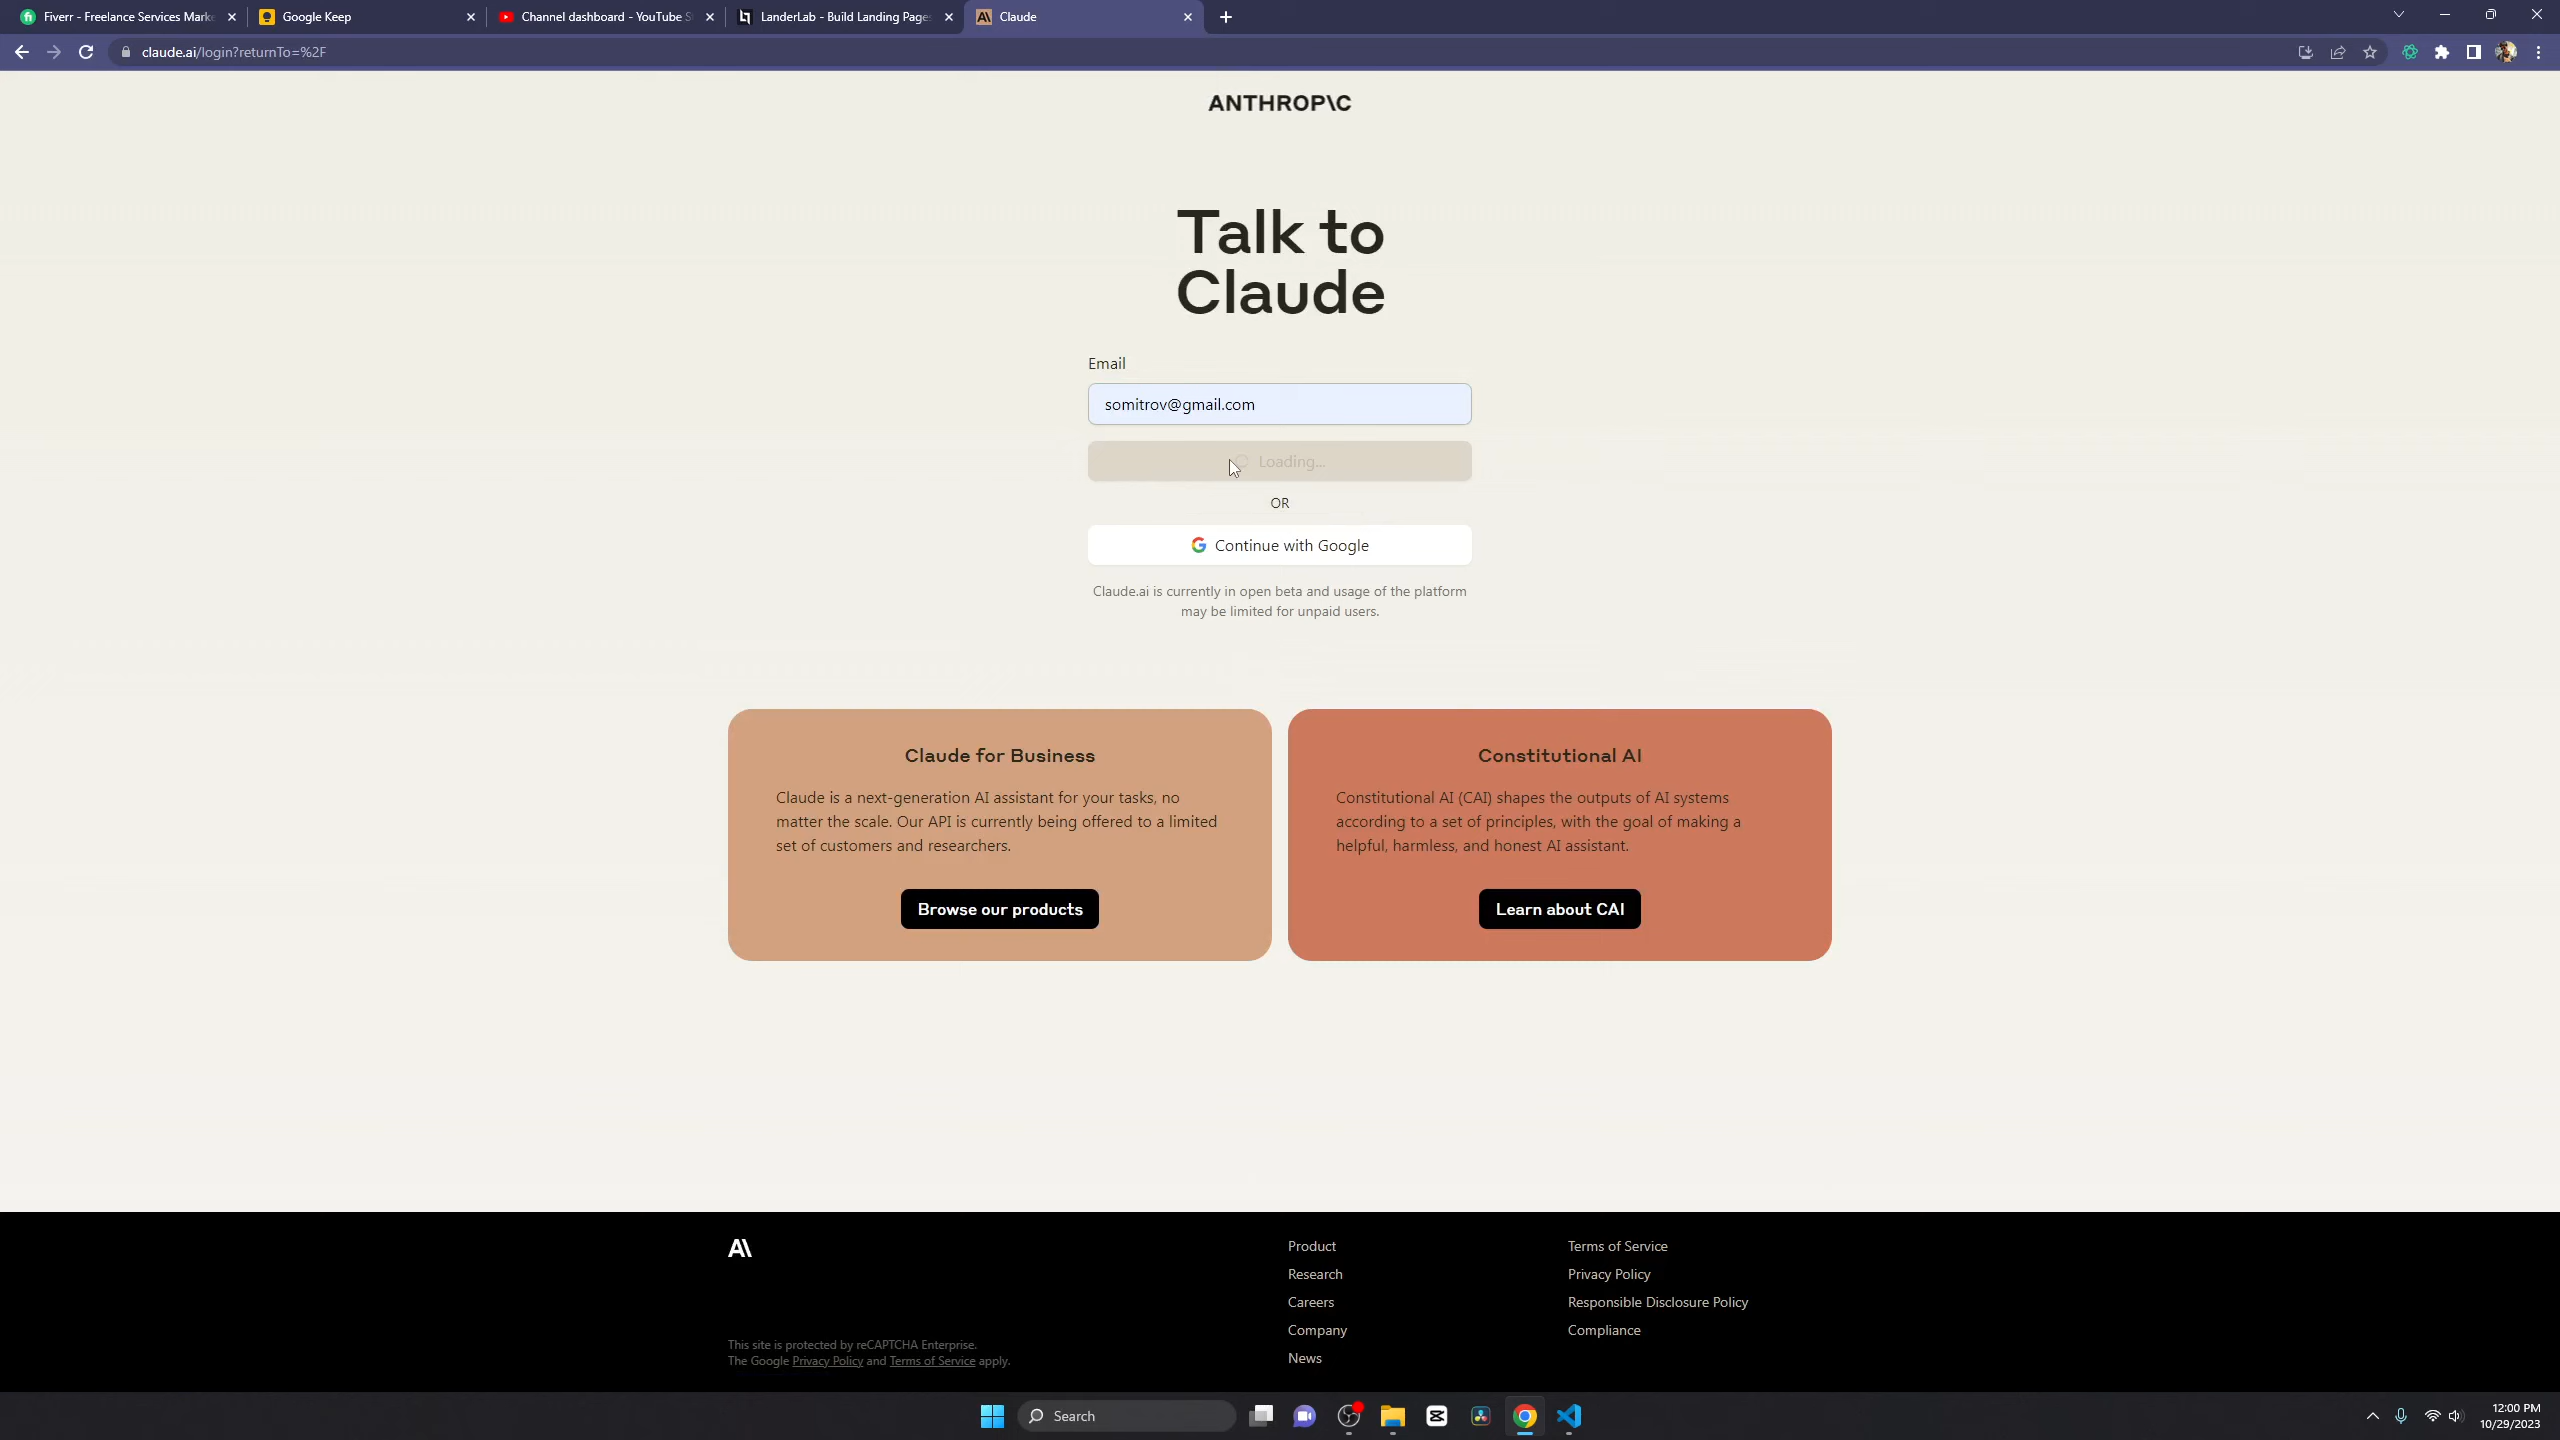 Fiverr - Freelance Services Marke
Google Keep
Channel dashboard - YouTube S
LanderLab - Build Landing Pages
Claude
claude.ai/login?returnTo=%2F
ANTHROP\C
Talk to
Claude
Email
somitrov@gmail.com
Loading...
OR
Continue with Google
Claude.ai is currently in open beta and usage of the platform
may be limited for unpaid users.
Claude for Business
Claude is a next-generation AI assistant for your tasks, no
matter the scale. Our API is currently being offered to a limited
set of customers and researchers.
Browse our products
Constitutional AI
Constitutional AI (CAI) shapes the outputs of AI systems
according to a set of principles, with the goal of making a
helpful, harmless, and honest AI assistant.
Learn about CAI
A\
This site is protected by reCAPTCHA Enterprise.
The Google Privacy Policy and Terms of Service apply.
Product
Research
Careers
Company
News
Terms of Service
Privacy Policy
Responsible Disclosure Policy
Compliance
Search
12:00 PM
10/29/2023